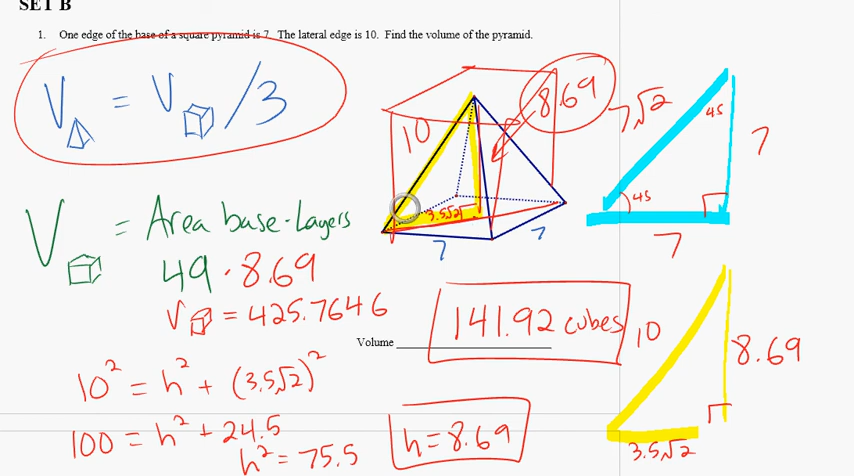 SET B
1. One edge of the base of a square pyramid is 7. The lateral edge is 10. Find the volume of the pyramid.
V = V / 3
10
8.69
3.5√2
7
7
7√2
45
45
7
7
V = Area base · Layers
49 · 8.69
V = 425.7646
Volume
141.92 cubes
10
8.69
3.5√2
10² = h² + (3.5√2)²
100 = h² + 24.5
h² = 75.5
h = 8.69